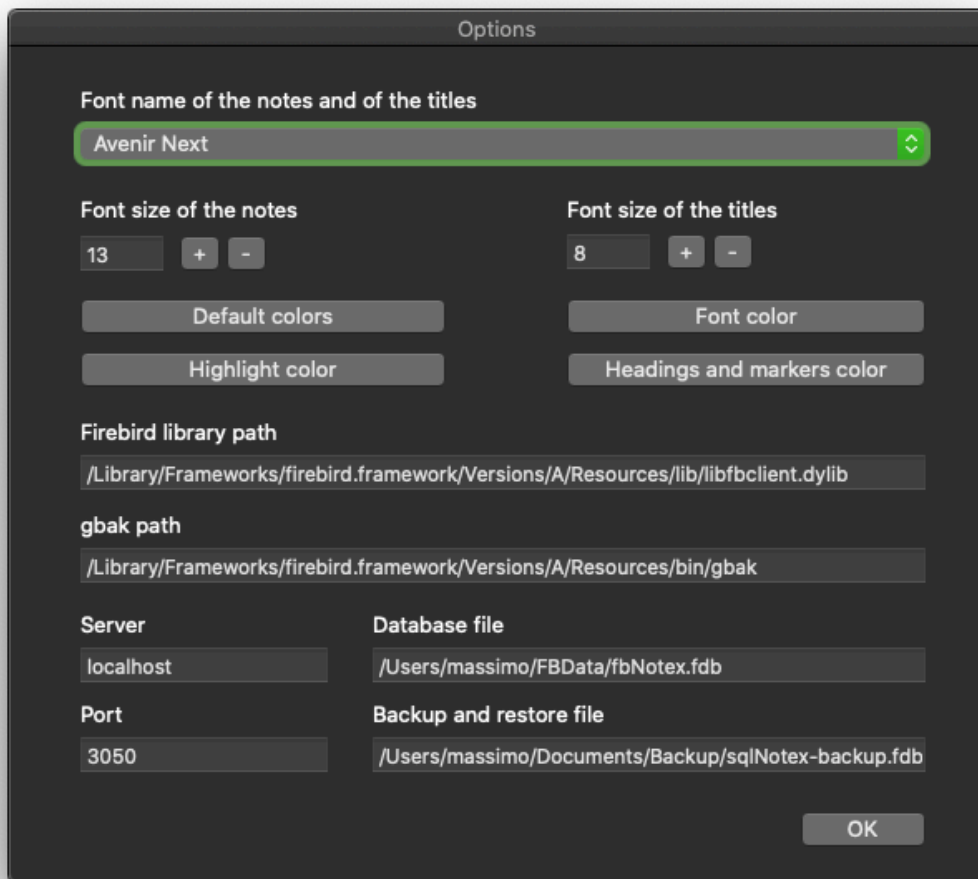 Options
Font name of the notes and of the titles
Avenir Next
Font size of the notes
Font size of the titles
13 + -
8 + -
Default colors
Font color
Highlight color
Headings and markers color
Firebird library path
/Library/Frameworks/firebird.framework/Versions/A/Resources/lib/libfbclient.dylib
gbak path
/Library/Frameworks/firebird.framework/Versions/A/Resources/bin/gbak
Server
Database file
localhost
/Users/massimo/FBData/fbNotex.fdb
Port
Backup and restore file
3050
/Users/massimo/Documents/Backup/sqlNotex-backup.fdb
OK